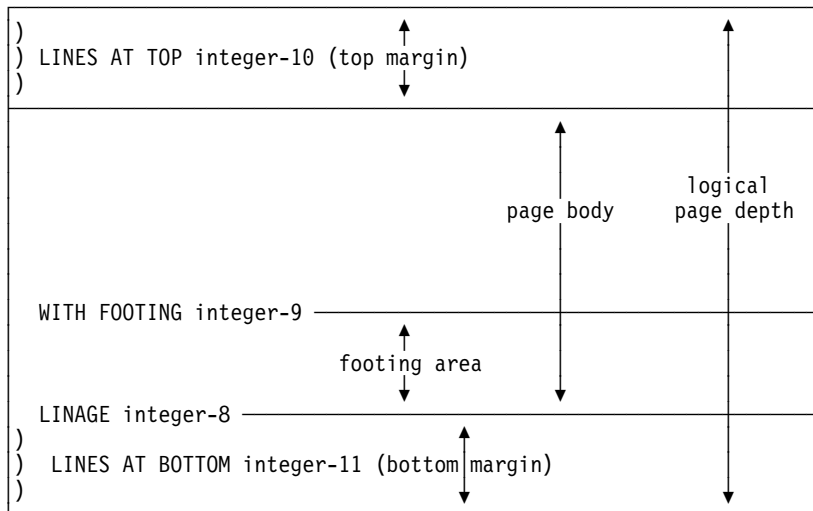 )
) LINES AT TOP integer-10 (top margin)
)
logical
page body page depth
WITH FOOTING integer-9
footing area
LINAGE integer-8
)
) LINES AT BOTTOM integer-11 (bottom margin)
)